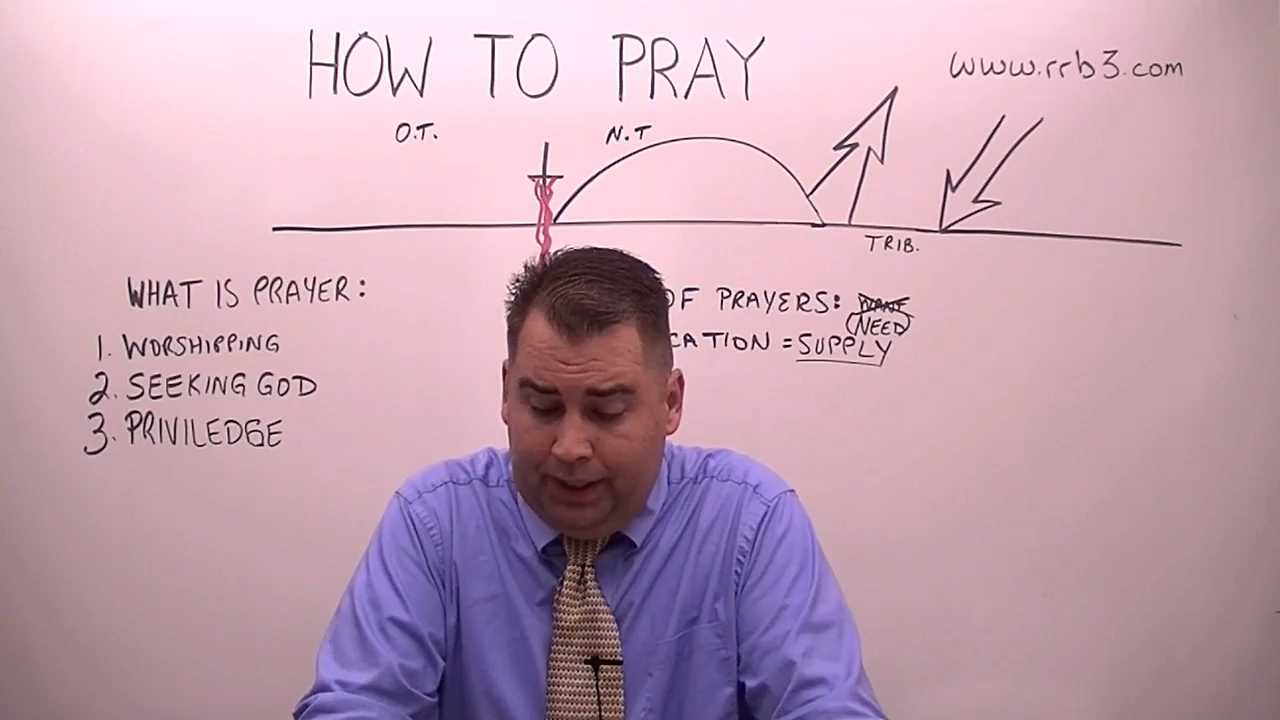 HOW TO PRAY
www.rrb3.com
O.T.
N.T
TRIB.
WHAT IS PRAYER:
1. WORSHIPPING
2. SEEKING GOD
3. PRIVILEDGE
OF PRAYERS: WANT
NEED
CATION = SUPPLY